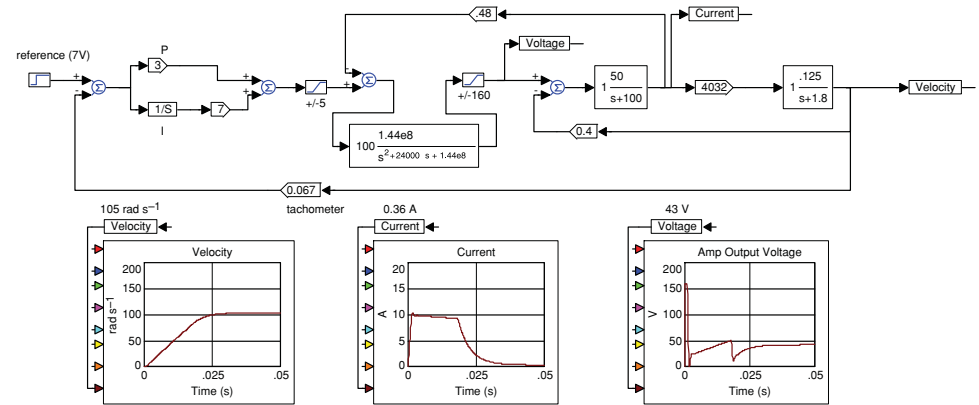 .48
Current
reference (7V)
P
Voltage
3
Σ
Σ
+/-5
Σ
+/-160
Σ
50
1
s+100
4032
.125
1
s+1.8
Velocity
1/S
7
I
1.44e8
100
s² +24000 s + 1.44e8
0.4
0.067
tachometer
105 rad s⁻¹
Velocity
0.36 A
Current
43 V
Voltage
Velocity
200
150
100
50
0
rad s⁻¹
0
.025
.05
Time (s)
Current
20
15
10
5
0
A
0
.025
.05
Time (s)
Amp Output Voltage
200
150
100
50
0
V
0
.025
.05
Time (s)